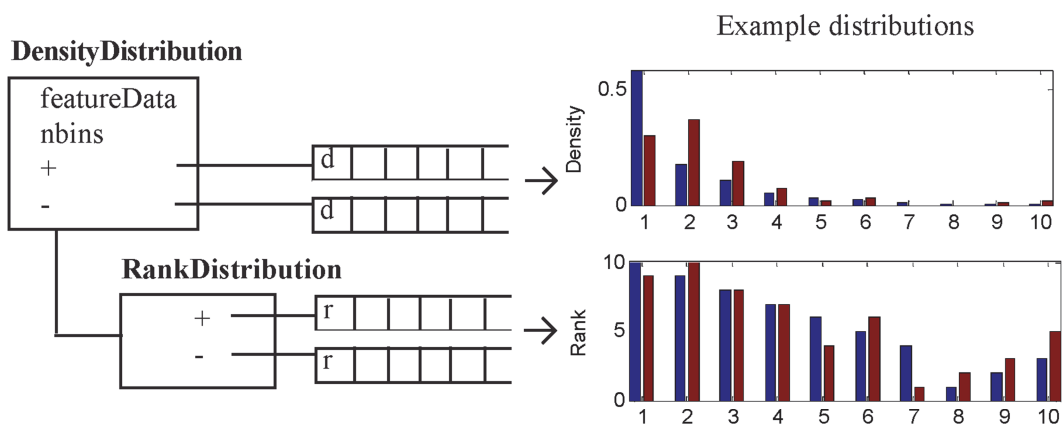 Example distributions
DensityDistribution
featureData
nbins
+
-
d
d
Density
0.5
0
1 2 3 4 5 6 7 8 9 10
RankDistribution
+
-
r
r
Rank
10
5
0
1 2 3 4 5 6 7 8 9 10